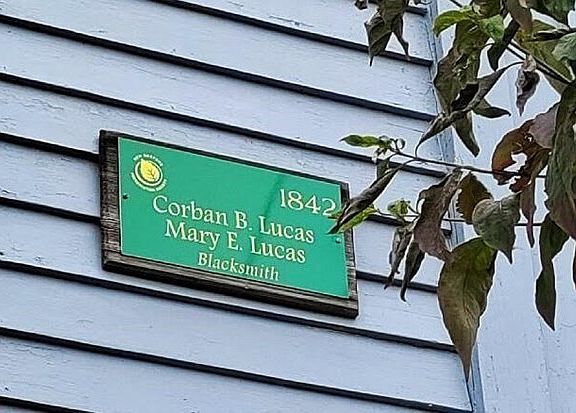 1842
Corban B. Lucas
Mary E. Lucas
Blacksmith